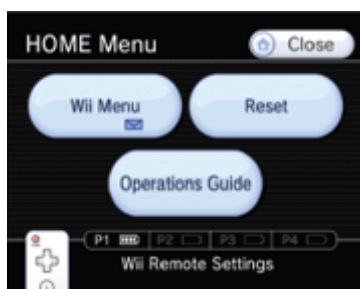 HOME Menu
Close
Wii Menu
Reset
Operations Guide
P1 P2 P3 P4
Wii Remote Settings